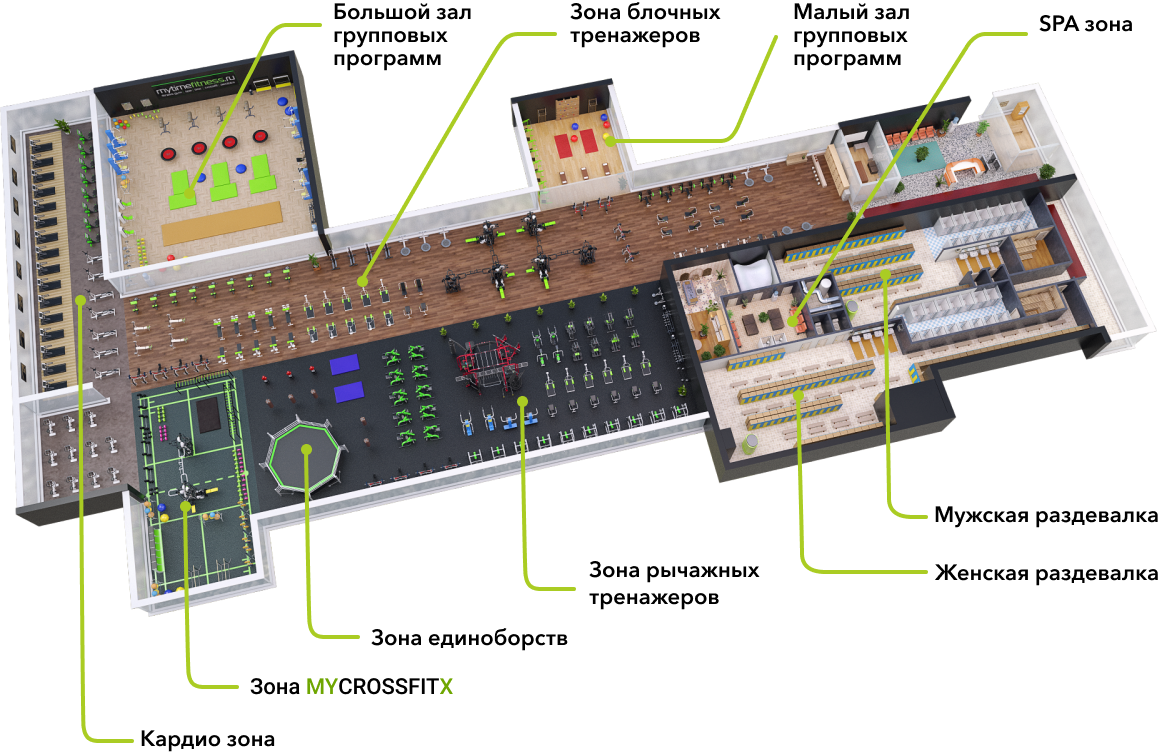 Большой зал
групповых
программ
Зона блочных
тренажеров
Малый зал
групповых
программ
SPA зона
mytimefitness.ru
Мужская раздевалка
Женская раздевалка
Зона рычажных
тренажеров
Зона единоборств
Зона MYCROSSFITX
Кардио зона